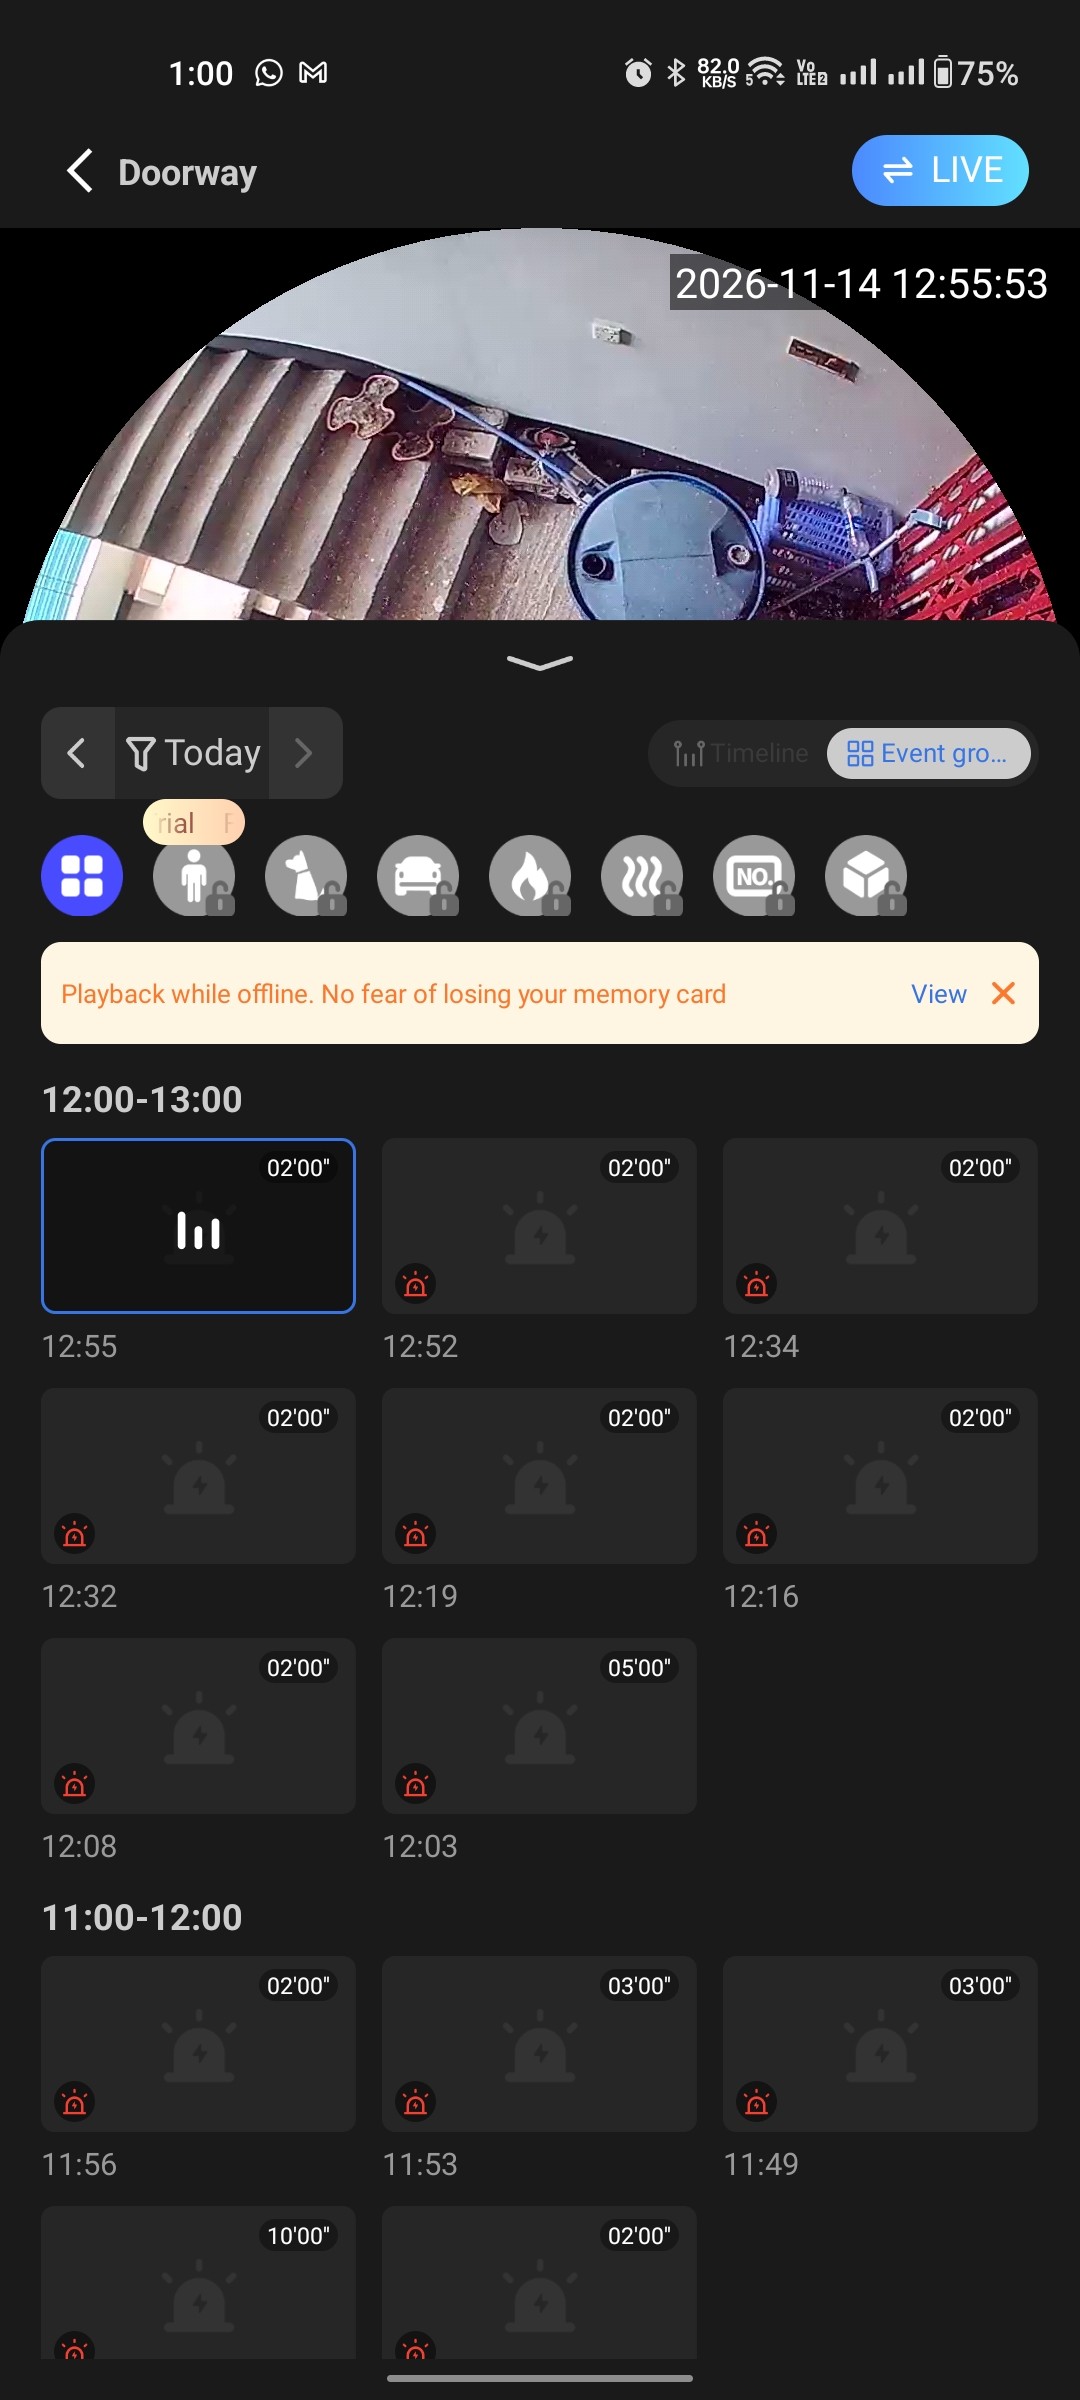 1:00 82.0 KB/S 5 Vo LTE2 75%
Doorway
LIVE
2026-11-14 12:55:53
Today
Timeline
Event gro...
rial
NO.
Playback while offline. No fear of losing your memory card View
12:00-13:00
02'00" 02'00" 02'00"
12:55 12:52 12:34
02'00" 02'00" 02'00"
12:32 12:19 12:16
02'00" 05'00"
12:08 12:03
11:00-12:00
02'00" 03'00" 03'00"
11:56 11:53 11:49
10'00" 02'00"